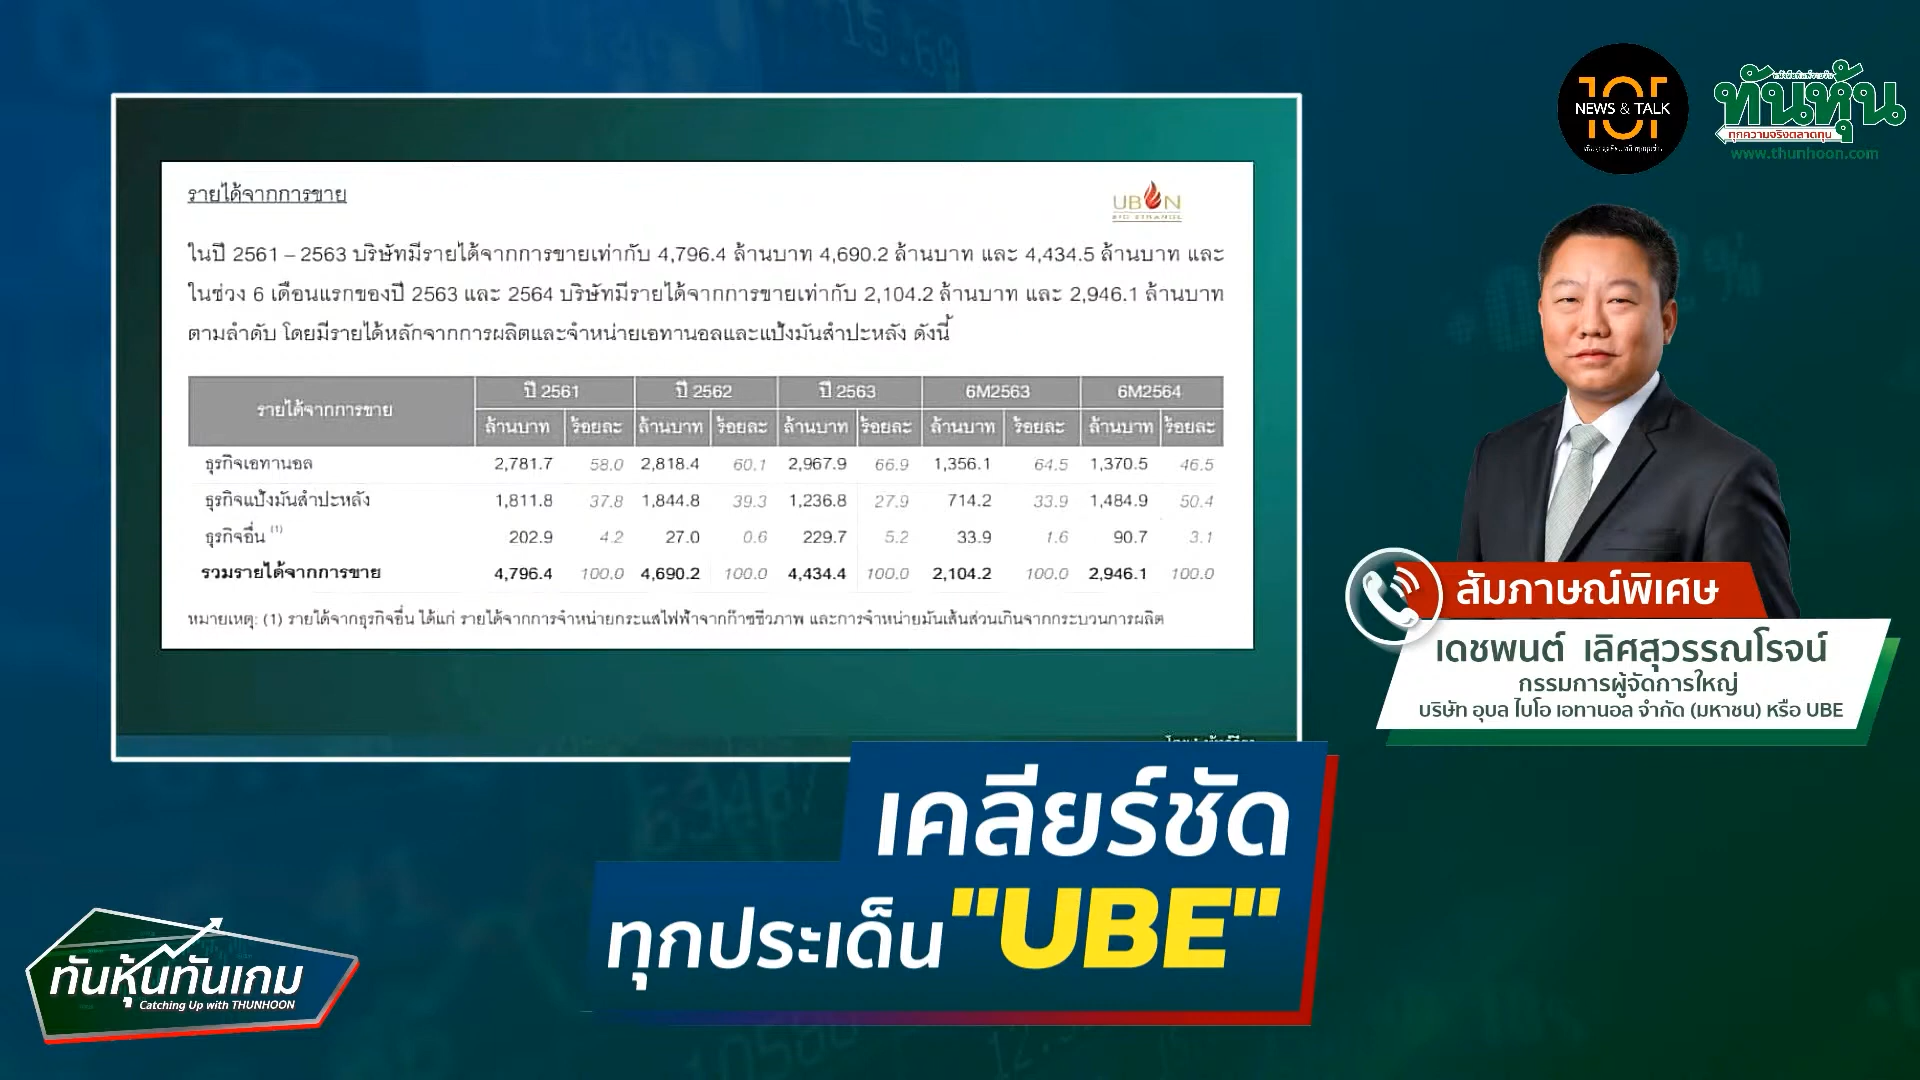 101
NEWS & TALK
ทันหุ้น
ทุกความจริงตลาดทุน
www.thunhoon.com
รายได้จากการขาย
UBON
BIO ETHANOL
ในปี 2561 – 2563 บริษัทมีรายได้จากการขายเท่ากับ 4,796.4 ล้านบาท 4,690.2 ล้านบาท และ 4,434.5 ล้านบาท และ
ในช่วง 6 เดือนแรกของปี 2563 และ 2564 บริษัทมีรายได้จากการขายเท่ากับ 2,104.2 ล้านบาท และ 2,946.1 ล้านบาท
ตามลำดับ โดยมีรายได้หลักจากการผลิตและจำหน่ายเอทานอลและแป้งมันสำปะหลัง ดังนี้
รายได้จากการขาย ปี 2561 ปี 2562 ปี 2563 6M2563 6M2564
ล้านบาท ร้อยละ ล้านบาท ร้อยละ ล้านบาท ร้อยละ ล้านบาท ร้อยละ ล้านบาท ร้อยละ
ธุรกิจเอทานอล 2,781.7 58.0 2,818.4 60.1 2,967.9 66.9 1,356.1 64.5 1,370.5 46.5
ธุรกิจแป้งมันสำปะหลัง 1,811.8 37.8 1,844.8 39.3 1,236.8 27.9 714.2 33.9 1,484.9 50.4
ธุรกิจอื่น (1) 202.9 4.2 27.0 0.6 229.7 5.2 33.9 1.6 90.7 3.1
รวมรายได้จากการขาย 4,796.4 100.0 4,690.2 100.0 4,434.4 100.0 2,104.2 100.0 2,946.1 100.0
หมายเหตุ: (1) รายได้จากธุรกิจอื่น ได้แก่ รายได้จากการจำหน่ายกระแสไฟฟ้าจากก๊าซชีวภาพ และการจำหน่ายมันเส้นส่วนเกินจากกระบวนการผลิต
สัมภาษณ์พิเศษ
เดชพนต์ เลิศสุวรรณโรจน์
กรรมการผู้จัดการใหญ่
บริษัท อุบล ไบโอ เอทานอล จำกัด (มหาชน) หรือ UBE
เคลียร์ชัด
ทุกประเด็น "UBE"
ทันหุ้นทันเกม
Catching Up with THUNHOON